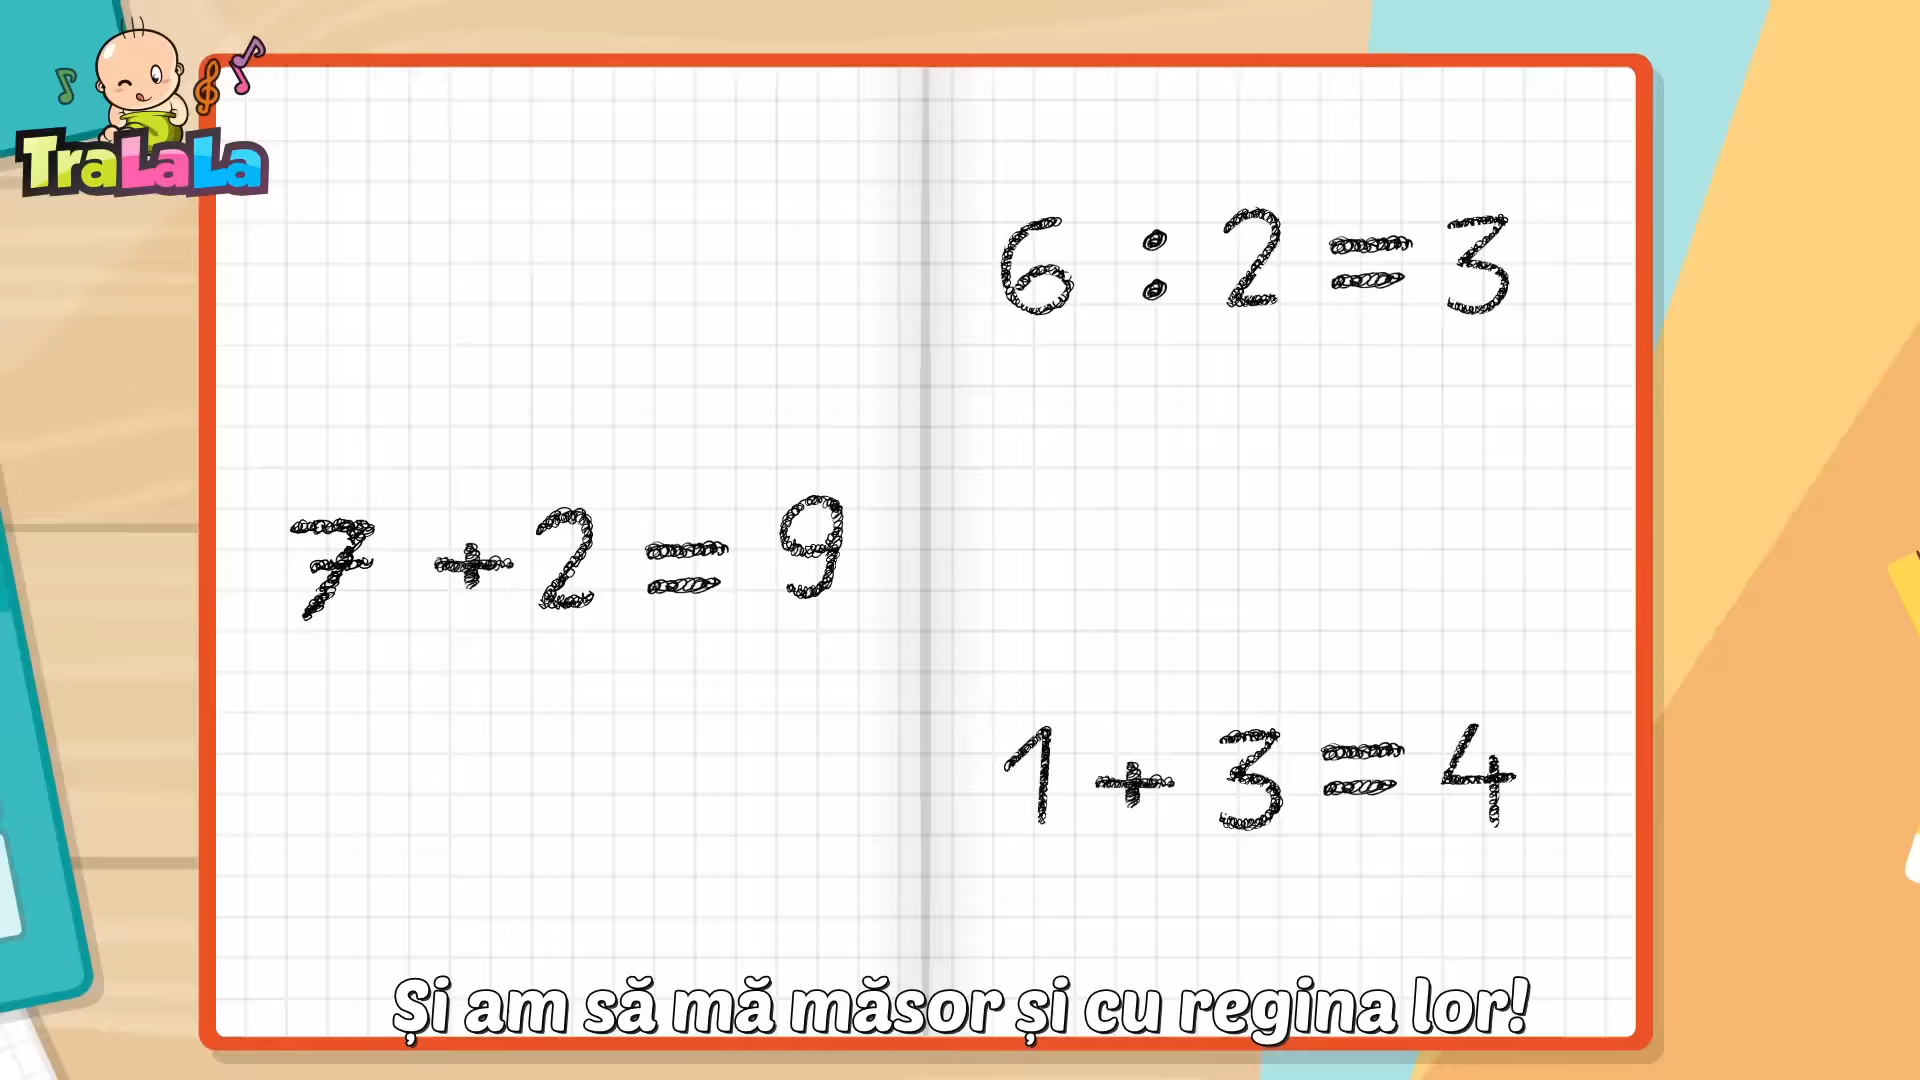 TraLaLa
7 + 2 = 9
6 : 2 = 3
1 + 3 = 4
Și am să mă măsor și cu regina lor!